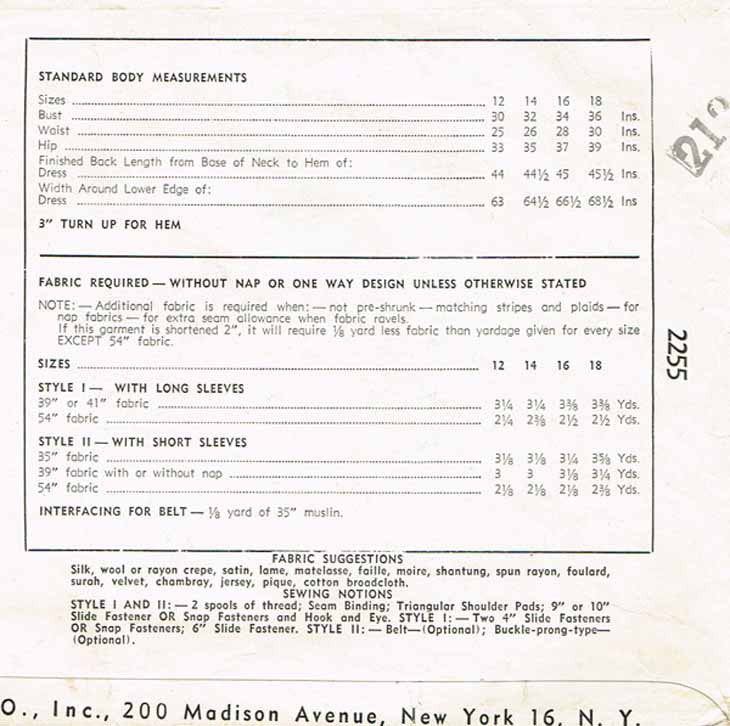 STANDARD BODY MEASUREMENTS
Sizes 12 14 16 18
Bust 30 32 34 36 Ins.
Waist 25 26 28 30 Ins.
Hip 33 35 37 39 Ins.
Finished Back Length from Base of Neck to Hem of:
Dress 44 44½ 45 45½ Ins.
Width Around Lower Edge of:
Dress 63 64½ 66½ 68½ Ins
3" TURN UP FOR HEM
FABRIC REQUIRED — WITHOUT NAP OR ONE WAY DESIGN UNLESS OTHERWISE STATED
NOTE: — Additional fabric is required when: — not pre-shrunk — matching stripes and plaids — for
nap fabrics — for extra seam allowance when fabric ravels.
If this garment is shortened 2", it will require ⅛ yard less fabric than yardage given for every size
EXCEPT 54" fabric.
SIZES 12 14 16 18
STYLE I — WITH LONG SLEEVES
39" or 41" fabric 3¼ 3¼ 3⅜ 3⅜ Yds.
54" fabric 2¼ 2⅜ 2½ 2½ Yds.
STYLE II — WITH SHORT SLEEVES
35" fabric 3⅛ 3⅛ 3¼ 3⅝ Yds.
39" fabric with or without nap 3 3 3⅛ 3¼ Yds.
54" fabric 2⅛ 2⅛ 2⅛ 2⅜ Yds.
INTERFACING FOR BELT — ⅛ yard of 35" muslin.
FABRIC SUGGESTIONS
Silk, wool or rayon crepe, satin, lame, matelasse, faille, moire, shantung, spun rayon, foulard,
surah, velvet, chambray, jersey, pique, cotton broadcloth.
SEWING NOTIONS
STYLE I AND II: — 2 spools of thread; Seam Binding; Triangular Shoulder Pads; 9" or 10"
Slide Fastener OR Snap Fasteners and Hook and Eye. STYLE I: — Two 4" Slide Fasteners
OR Snap Fasteners; 6" Slide Fastener. STYLE II: — Belt—(Optional); Buckle-prong-type—
(Optional).
2255
O., Inc., 200 Madison Avenue, New York 16, N. Y.